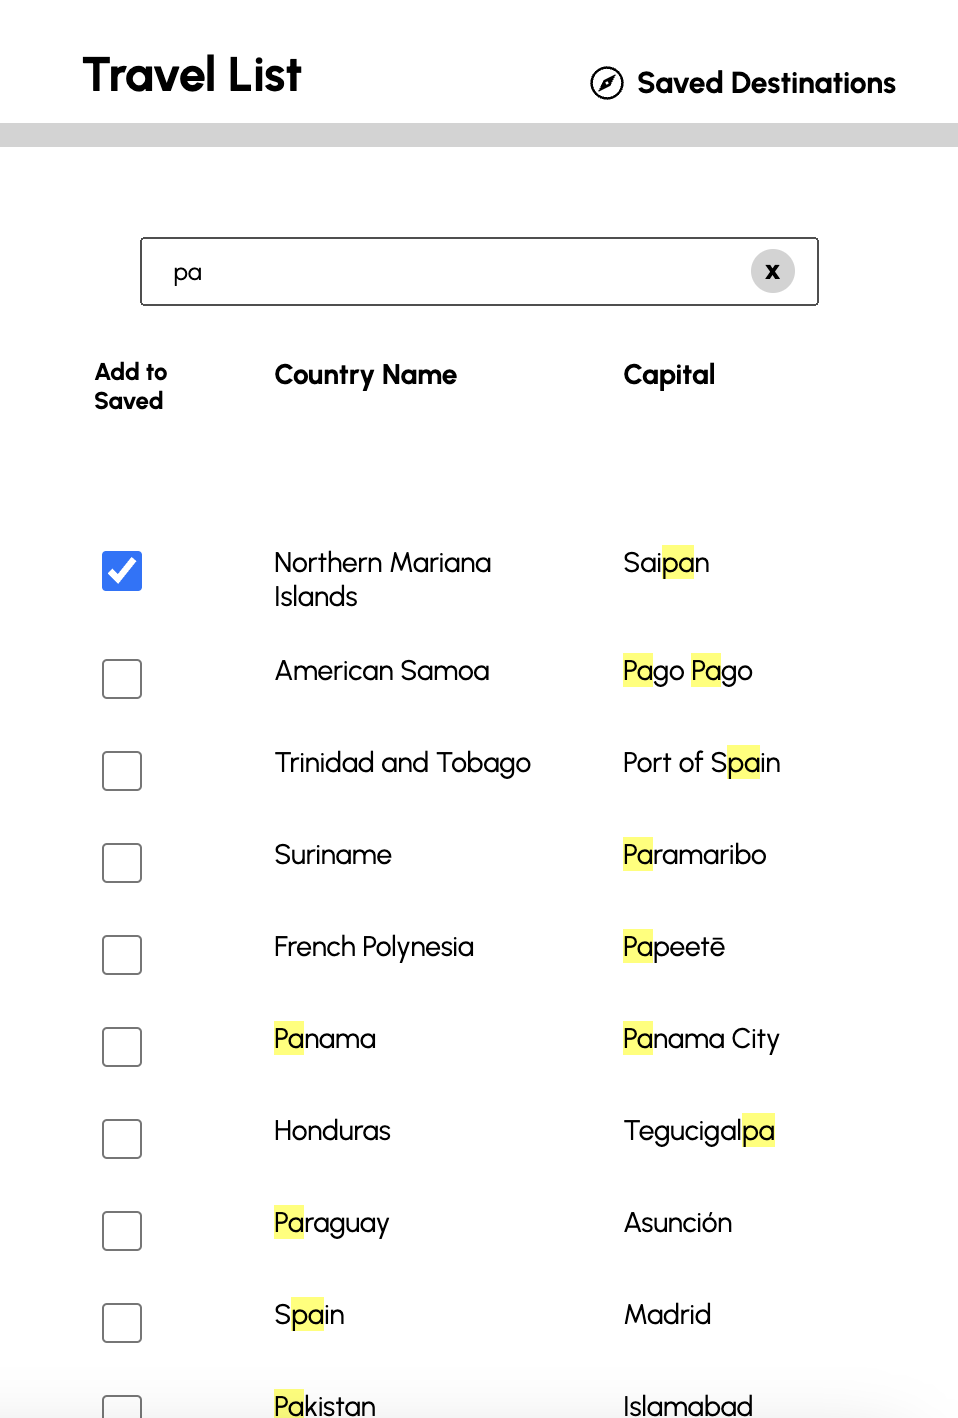 Travel List
Saved Destinations
pa
x
Add to
Saved
Country Name
Capital
Northern Mariana
Islands
Saipan
American Samoa
Pago Pago
Trinidad and Tobago
Port of Spain
Suriname
Paramaribo
French Polynesia
Papeetē
Panama
Panama City
Honduras
Tegucigalpa
Paraguay
Asunción
Spain
Madrid
Pakistan
Islamabad